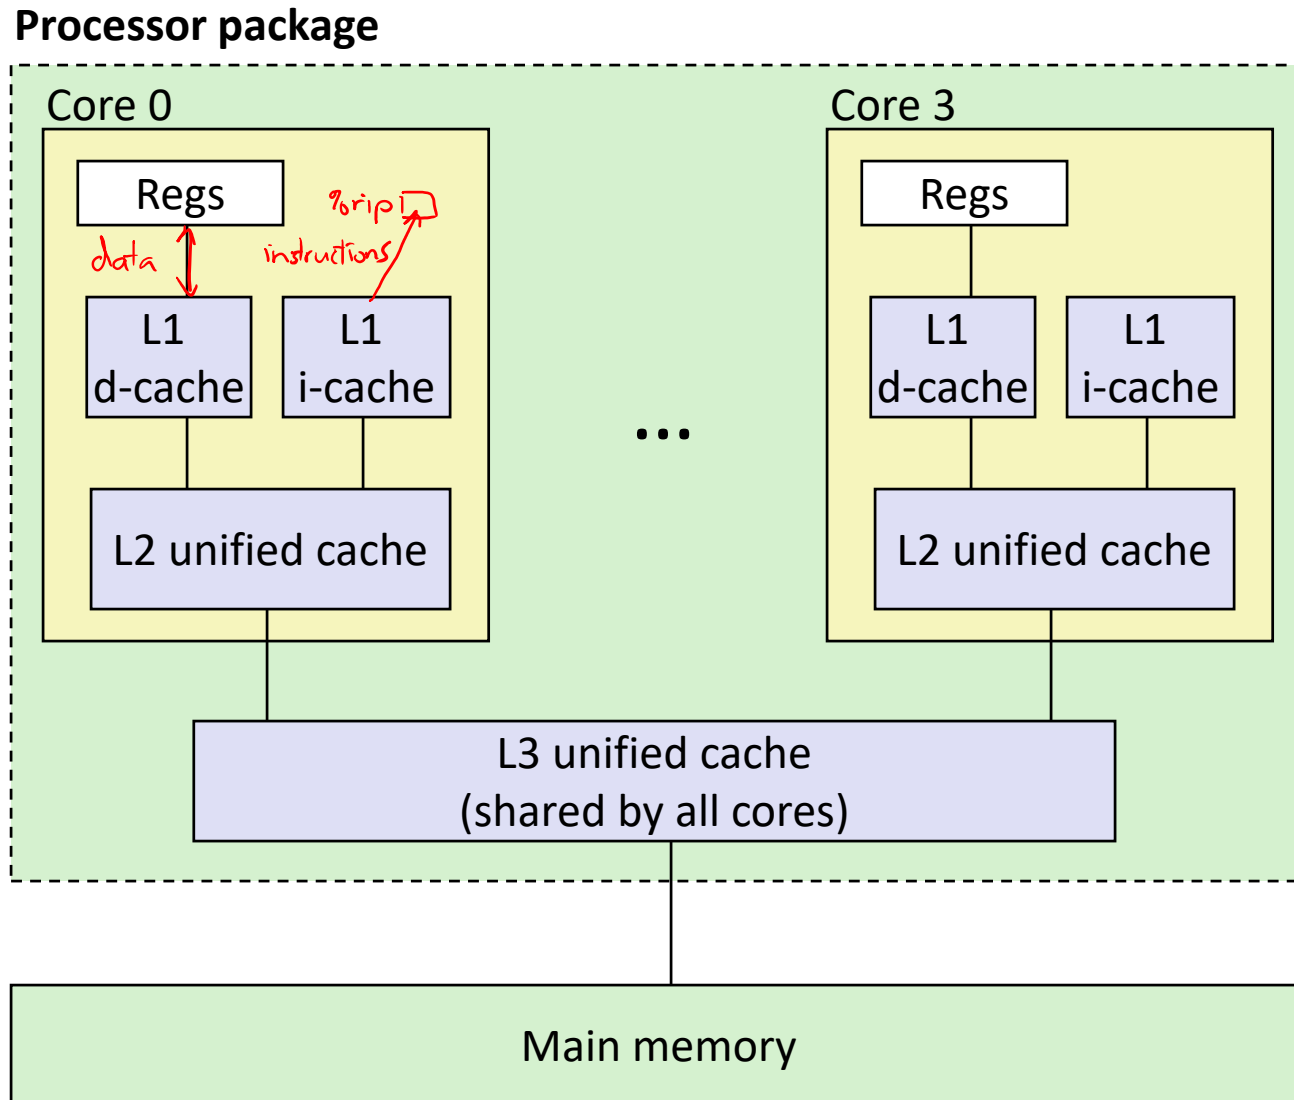 Processor package
Core 0
Regs
%rip
data
instructions
L1
d-cache
L1
i-cache
L2 unified cache
...
Core 3
Regs
L1
d-cache
L1
i-cache
L2 unified cache
L3 unified cache
(shared by all cores)
Main memory